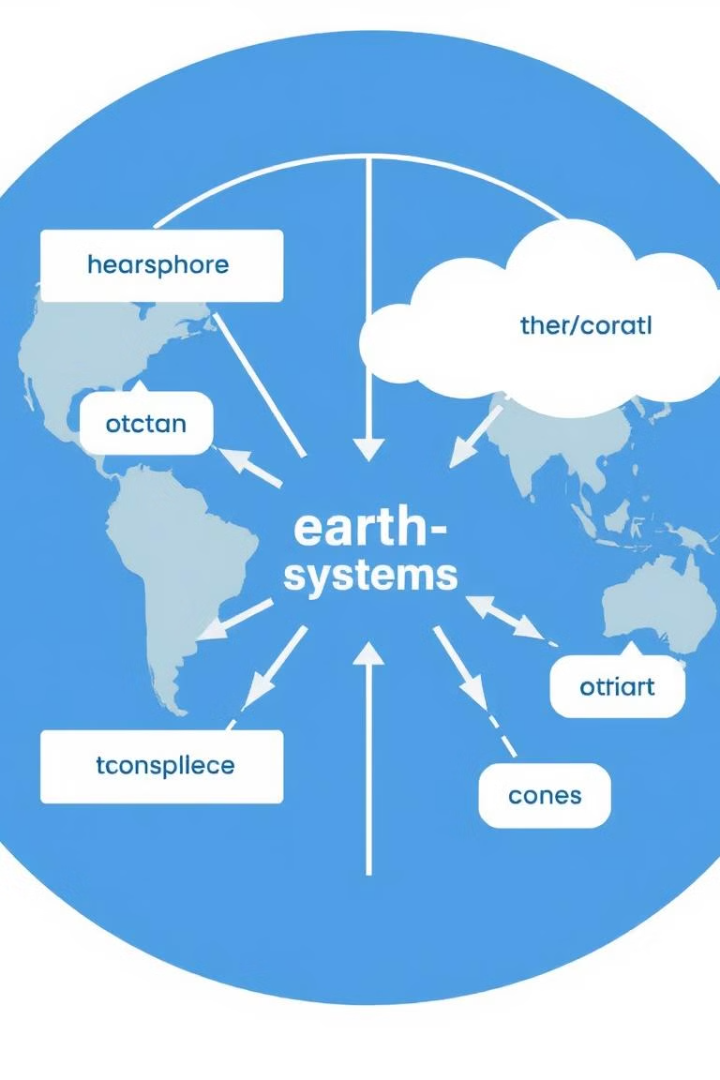 hearsphore
ther/coratl
otctan
earth-
systems
otriart
tconspllece
cones